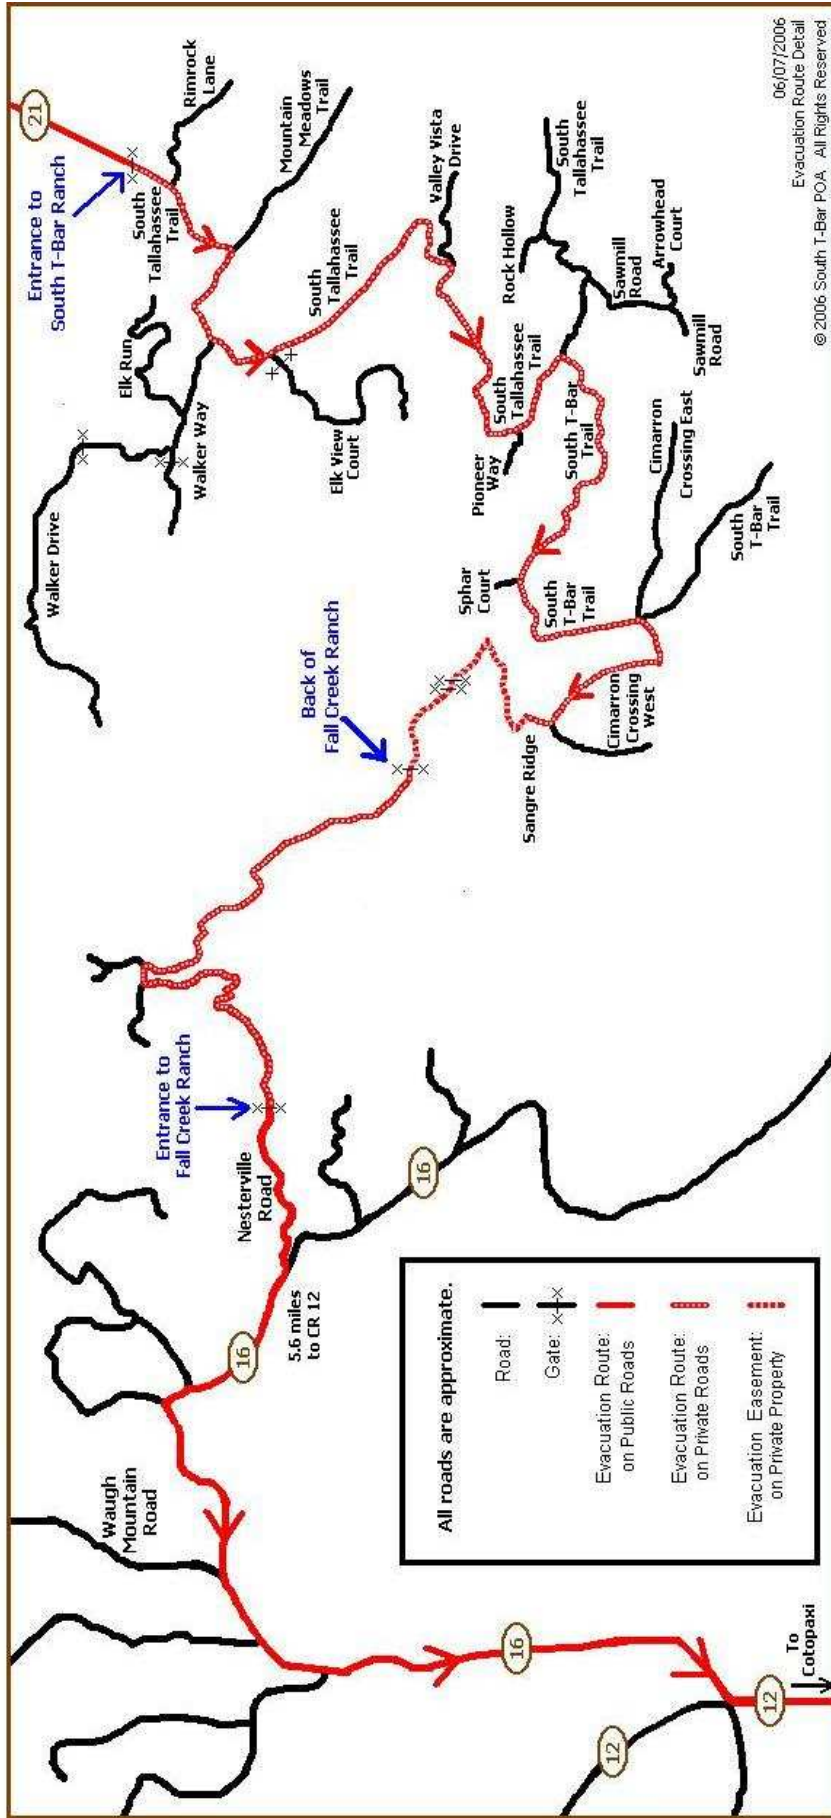 21
Entrance to
South T-Bar Ranch
South
Tallahassee
Trail
Rimrock
Lane
Mountain
Meadows
Trail
Elk Run
Walker Way
Walker Drive
Elk View
Court
South
Tallahassee
Trail
Valley Vista
Drive
Rock Hollow
South
Tallahassee
Trail
Sawmill
Road
Arrowhead
Court
Sawmill
Road
South
Tallahassee
Trail
Pioneer
Way
South T-Bar
Trail
Cimarron
Crossing East
South
T-Bar
Trail
Sphar
Court
South
T-Bar
Trail
Cimarron
Crossing
West
Sangre Ridge
Back of
Fall Creek Ranch
Entrance to
Fall Creek Ranch
Nesterville
Road
16
5.6 miles
to CR 12
16
Waugh
Mountain
Road
16
12
12
To
Cotopaxi
All roads are approximate.
Road:
Gate:
Evacuation Route:
on Public Roads
Evacuation Route:
on Private Roads
Evacuation Easement:
on Private Property
06/07/2006
Evacuation Route Detail
© 2006 South T-Bar POA All Rights Reserved